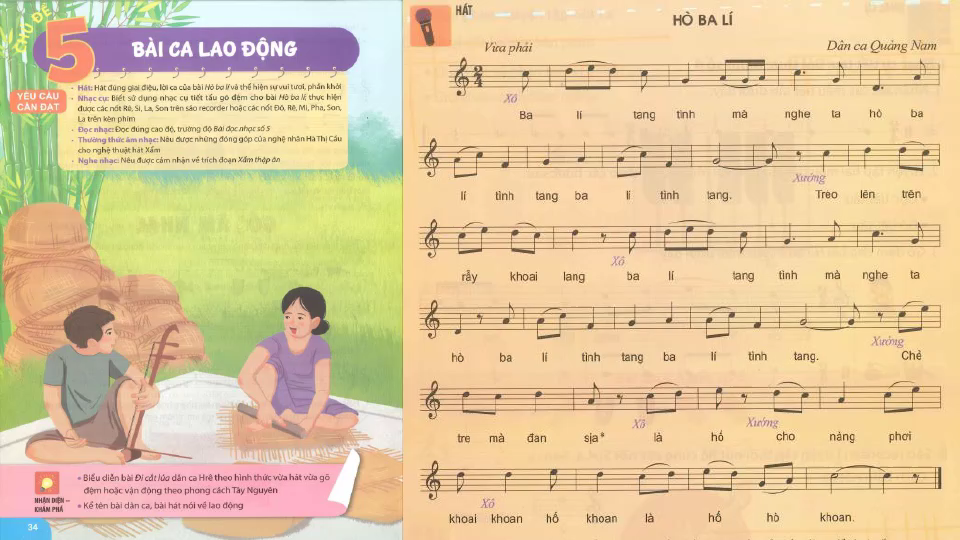 CHỦ ĐỀ
5
BÀI CA LAO ĐỘNG
YÊU CẦU
CẦN ĐẠT
• Hát: Hát đúng giai điệu, lời ca của bài Hò ba lí và thể hiện sự vui tươi, phấn khởi
• Nhạc cụ: Biết sử dụng nhạc cụ tiết tấu gõ đệm cho bài Hò ba lí; thực hiện
được các nốt Rê, Si, La, Son trên sáo recorder hoặc các nốt Đô, Rê, Mi, Pha, Son,
La trên kèn phím
• Đọc nhạc: Đọc đúng cao độ, trường độ Bài đọc nhạc số 5
• Thường thức âm nhạc: Nêu được những đóng góp của nghệ nhân Hà Thị Cầu
cho nghệ thuật hát Xẩm
• Nghe nhạc: Nêu được cảm nhận về trích đoạn Xẩm thập ân
NHẬN DIỆN –
KHÁM PHÁ
• Biểu diễn bài Đi cắt lúa dân ca Hrê theo hình thức vừa hát vừa gõ
đệm hoặc vận động theo phong cách Tây Nguyên
• Kể tên bài dân ca, bài hát nói về lao động
34
HÁT
HÒ BA LÍ
Vừa phải
Dân ca Quảng Nam
2
4
Xô
Ba lí tang tình mà nghe ta hò ba
Xướng
lí tình tang ba lí tình tang. Treo lên trên
Xô
rẫy khoai lang ba lí tang tình mà nghe ta
Xướng
hò ba lí tình tang ba lí tình tang. Chẻ
Xô Xướng
tre mà đan sịa* là hố cho nàng phơi
Xô
khoai khoan hố khoan là hố hò khoan.